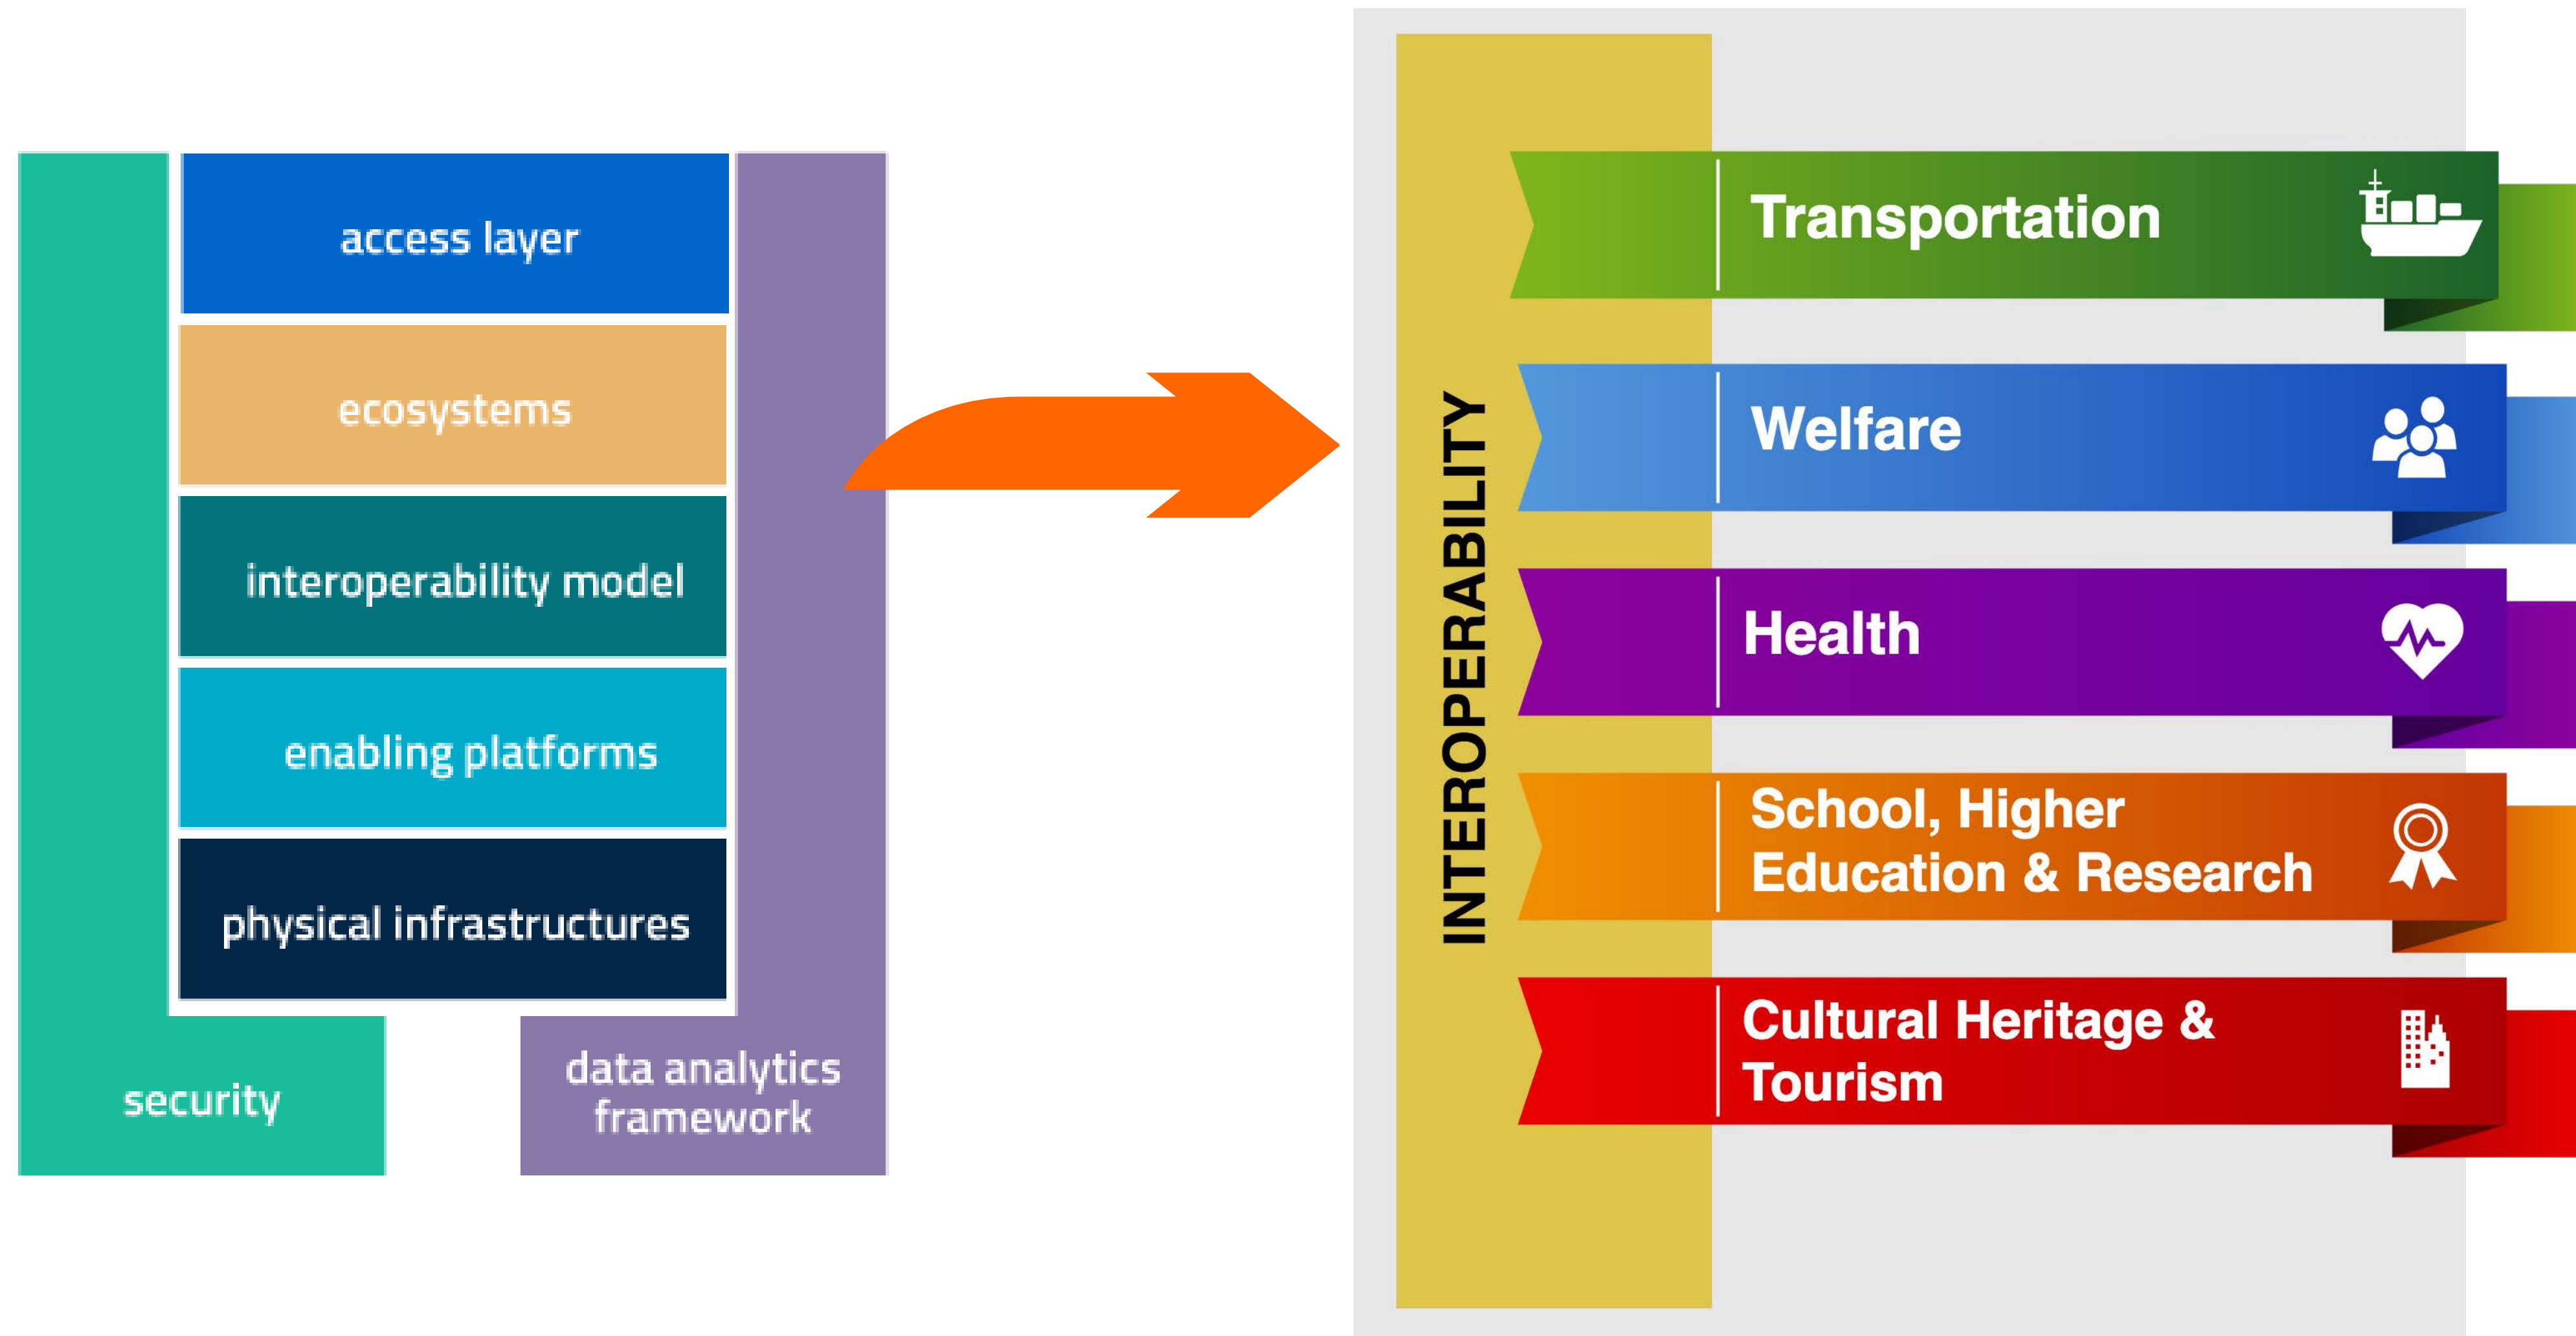 access layer
ecosystems
interoperability model
enabling platforms
physical infrastructures
security
data analytics
framework
INTEROPERABILITY
Transportation
Welfare
Health
School, Higher
Education & Research
Cultural Heritage &
Tourism